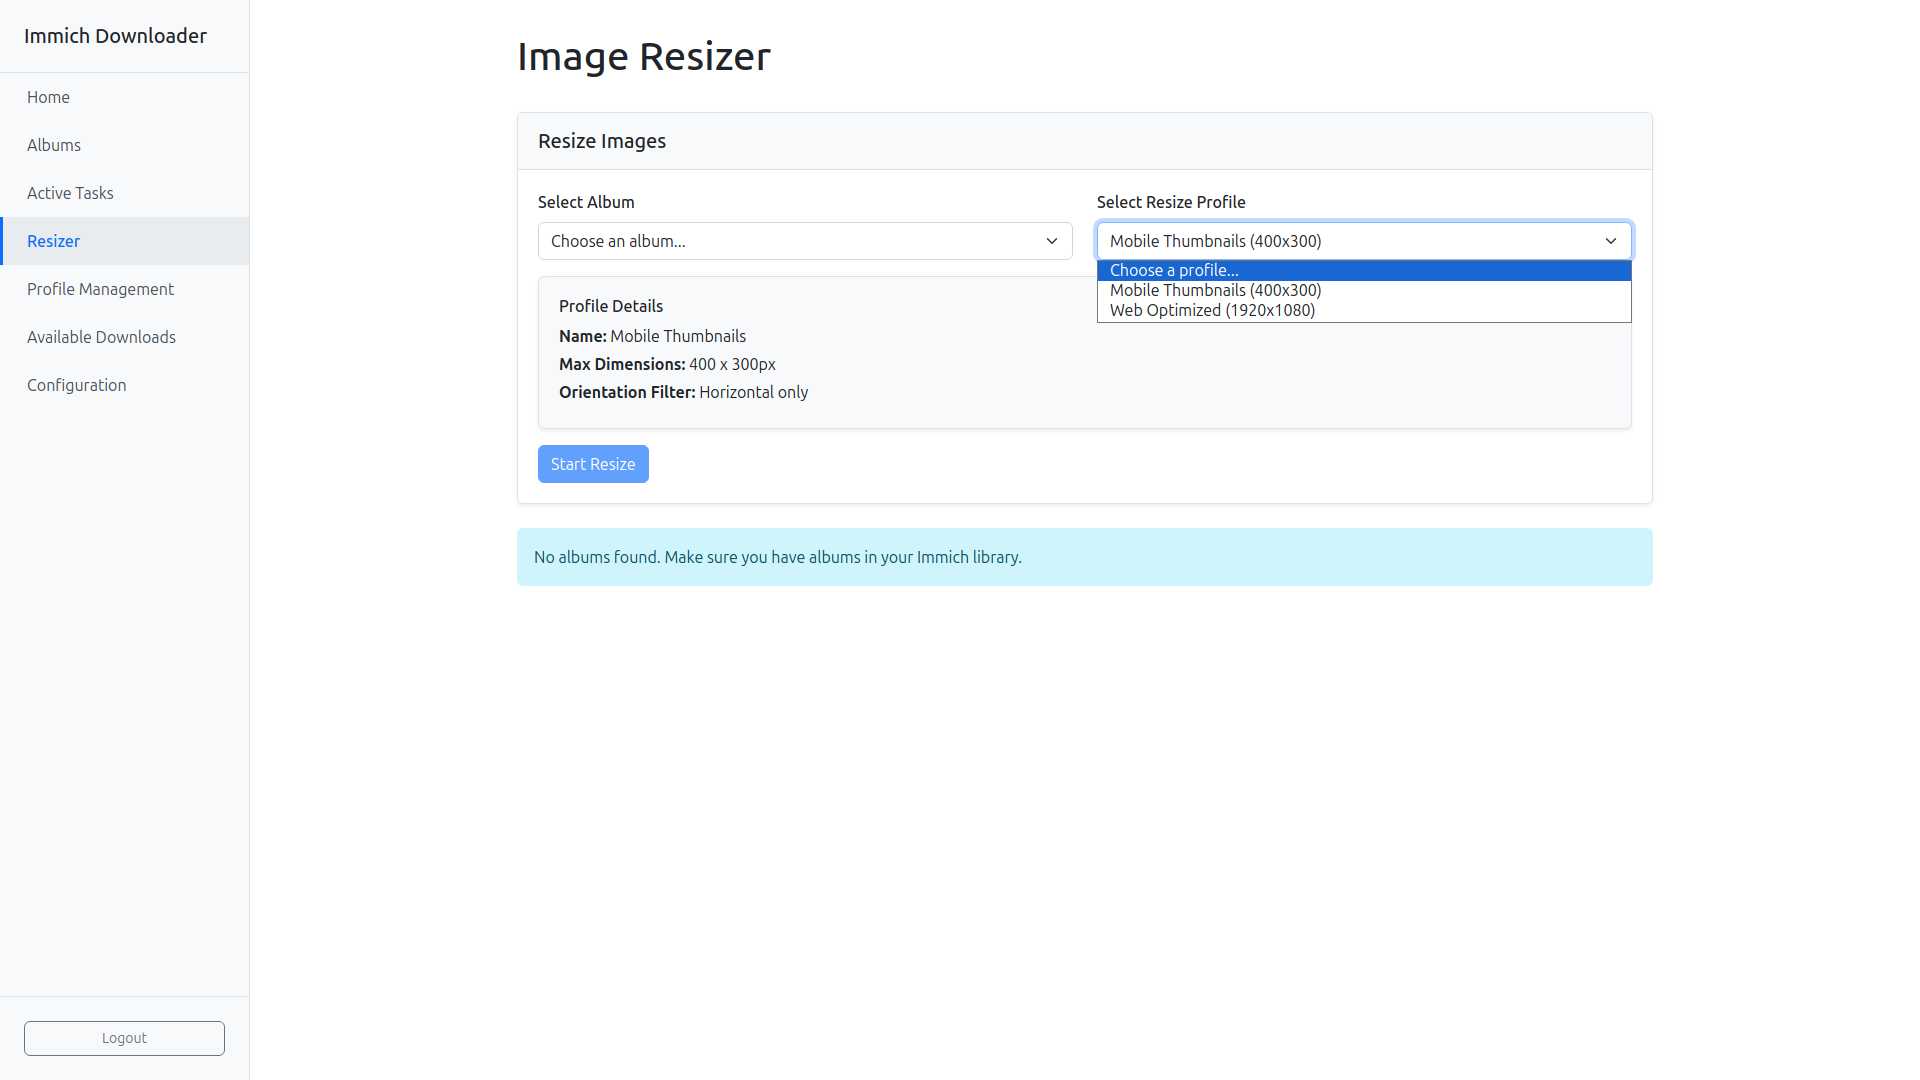 Immich Downloader
Home
Albums
Active Tasks
Resizer
Profile Management
Available Downloads
Configuration
Logout
Image Resizer
Resize Images
Select Album
Choose an album...
Select Resize Profile
Mobile Thumbnails (400x300)
Choose a profile...
Mobile Thumbnails (400x300)
Web Optimized (1920x1080)
Profile Details
Name: Mobile Thumbnails
Max Dimensions: 400 x 300px
Orientation Filter: Horizontal only
Start Resize
No albums found. Make sure you have albums in your Immich library.